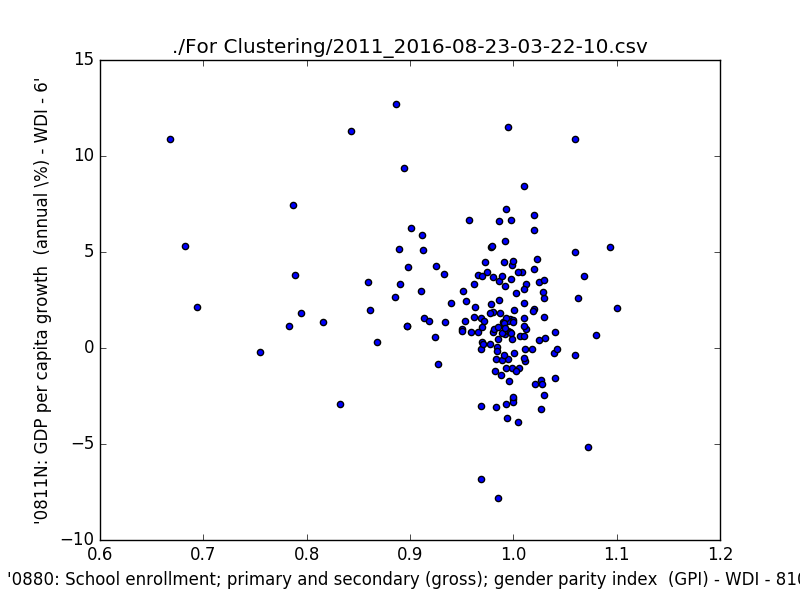 ./For Clustering/2011_2016-08-23-03-22-10.csv
'0811N: GDP per capita growth  (annual \%) - WDI - 6'
15
10
5
0
−5
−10
0.6 0.7 0.8 0.9 1.0 1.1 1.2
'0880: School enrollment; primary and secondary (gross); gender parity index  (GPI) - WDI - 810